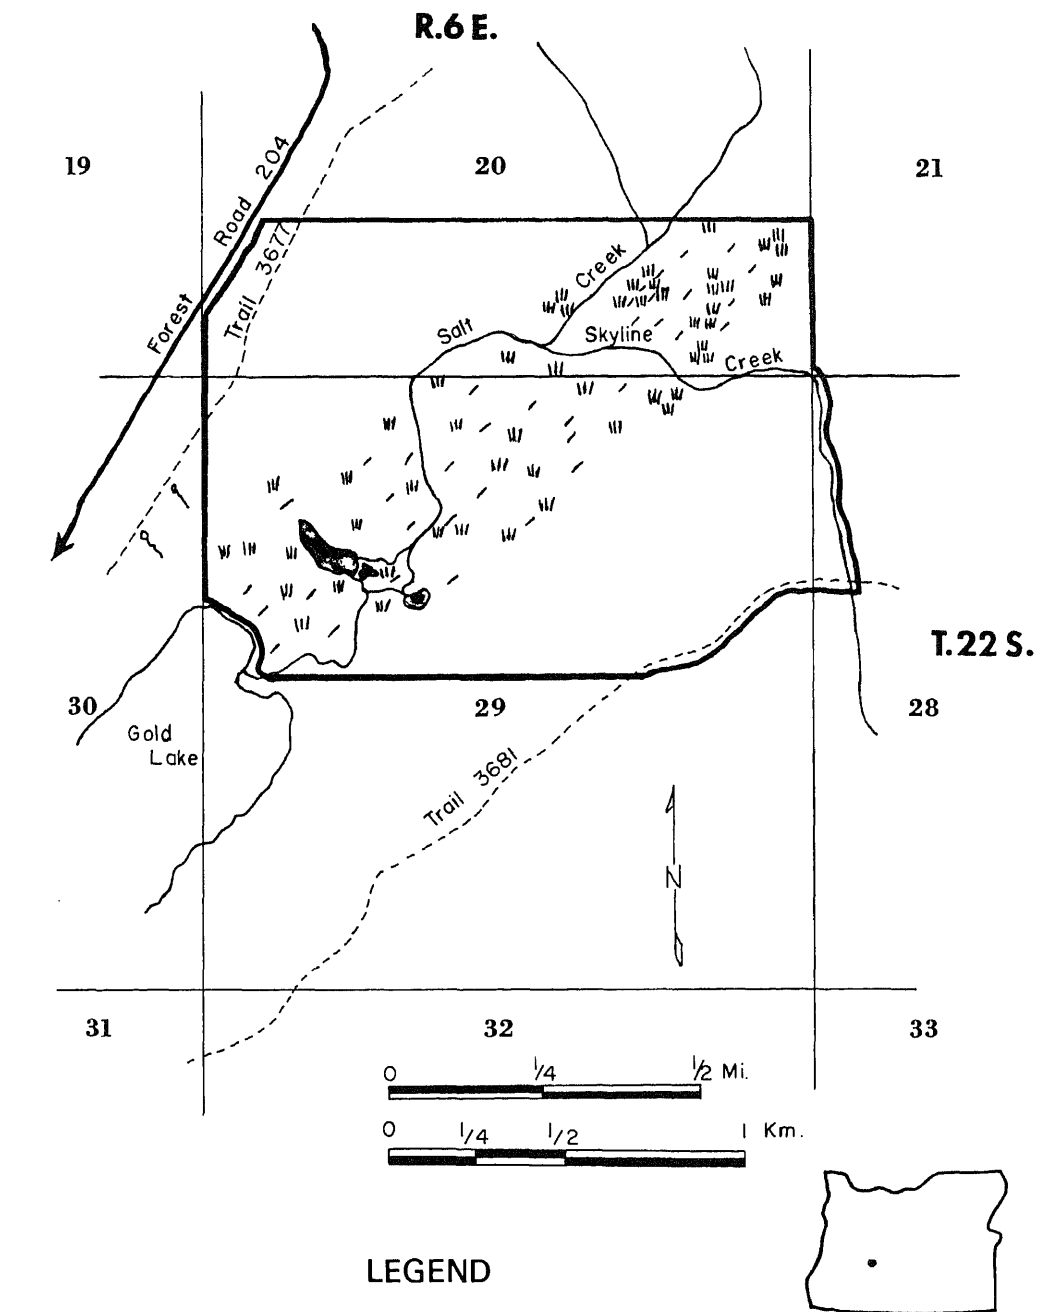 R.6 E.
19
20
21
Forest Road 204
Trail 3677
Salt Creek
Skyline Creek
T.22 S.
30
29
28
Gold
Lake
Trail 3681
N
31
32
33
0 1/4 1/2 Mi.
0 1/4 1/2 1 Km.
LEGEND